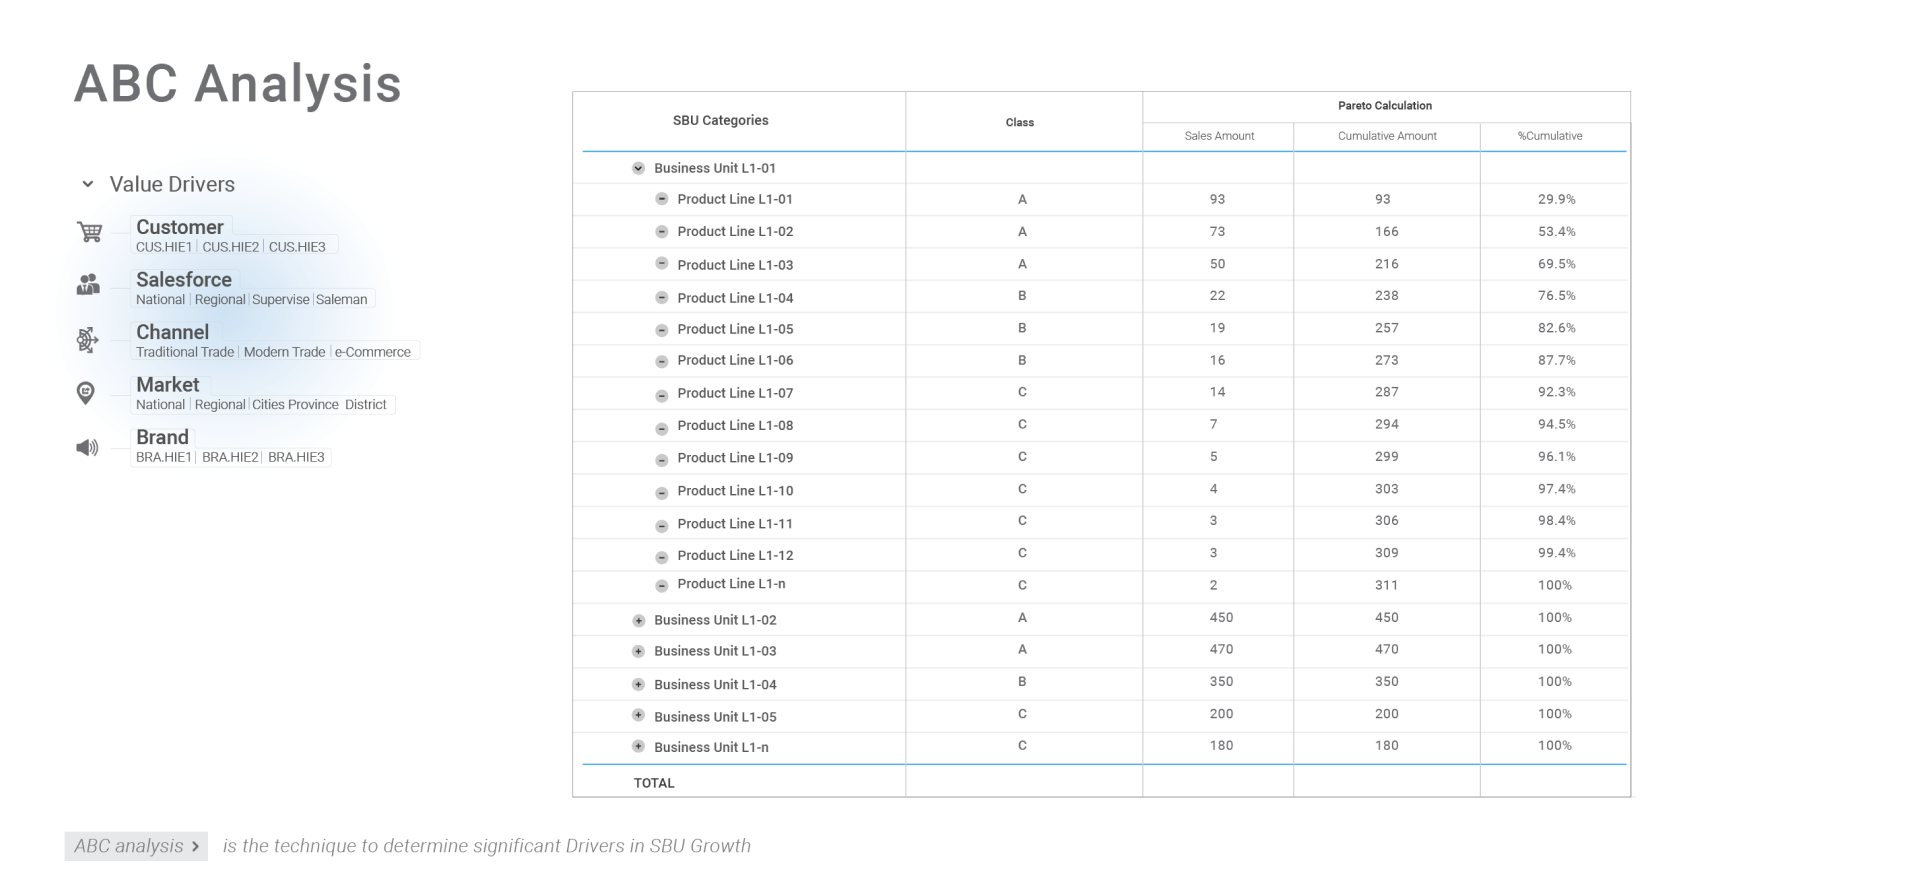 ABC Analysis
Value Drivers
Customer
CUS.HIE1 | CUS.HIE2 | CUS.HIE3
Salesforce
National | Regional | Supervise | Saleman
Channel
Traditional Trade | Modern Trade | e-Commerce
Market
National | Regional | Cities Province District
Brand
BRA.HIE1 | BRA.HIE2 | BRA.HIE3
SBU Categories Class Pareto Calculation
Sales Amount Cumulative Amount %Cumulative
Business Unit L1-01
Product Line L1-01 A 93 93 29.9%
Product Line L1-02 A 73 166 53.4%
Product Line L1-03 A 50 216 69.5%
Product Line L1-04 B 22 238 76.5%
Product Line L1-05 B 19 257 82.6%
Product Line L1-06 B 16 273 87.7%
Product Line L1-07 C 14 287 92.3%
Product Line L1-08 C 7 294 94.5%
Product Line L1-09 C 5 299 96.1%
Product Line L1-10 C 4 303 97.4%
Product Line L1-11 C 3 306 98.4%
Product Line L1-12 C 3 309 99.4%
Product Line L1-n C 2 311 100%
Business Unit L1-02 A 450 450 100%
Business Unit L1-03 A 470 470 100%
Business Unit L1-04 B 350 350 100%
Business Unit L1-05 C 200 200 100%
Business Unit L1-n C 180 180 100%
TOTAL
ABC analysis > is the technique to determine significant Drivers in SBU Growth